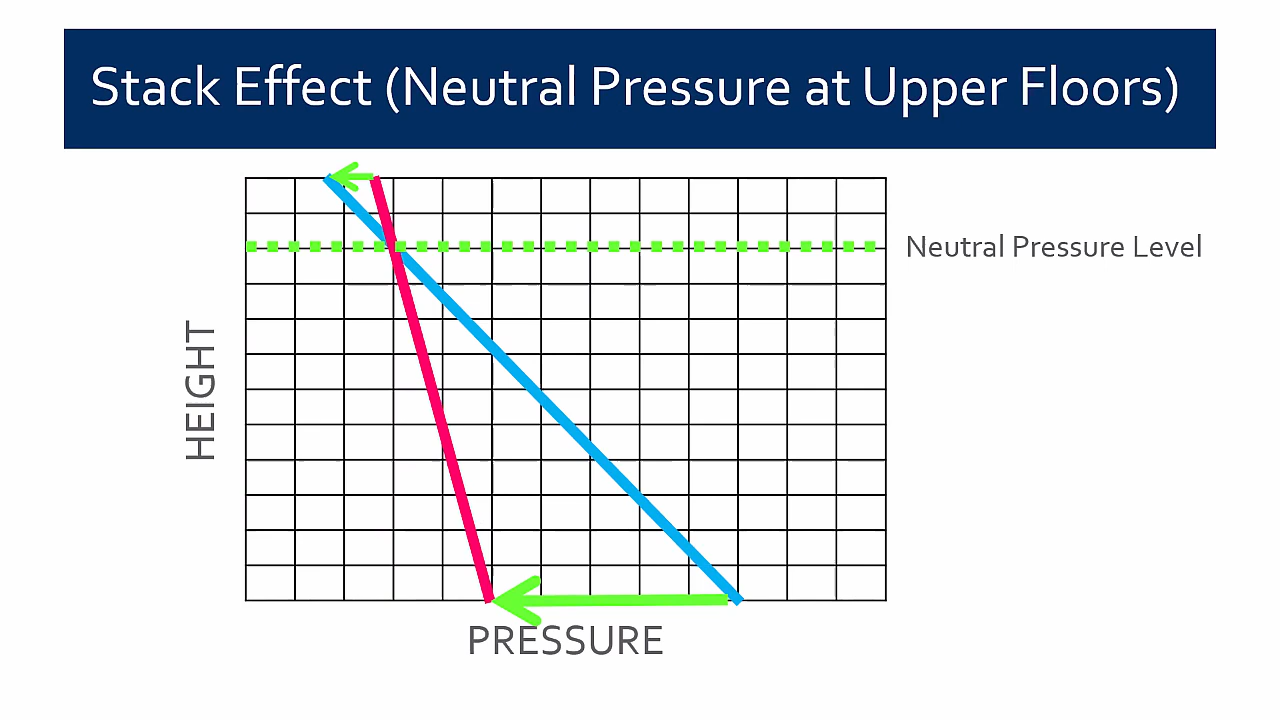 Stack Effect (Neutral Pressure at Upper Floors)
Neutral Pressure Level
HEIGHT
PRESSURE